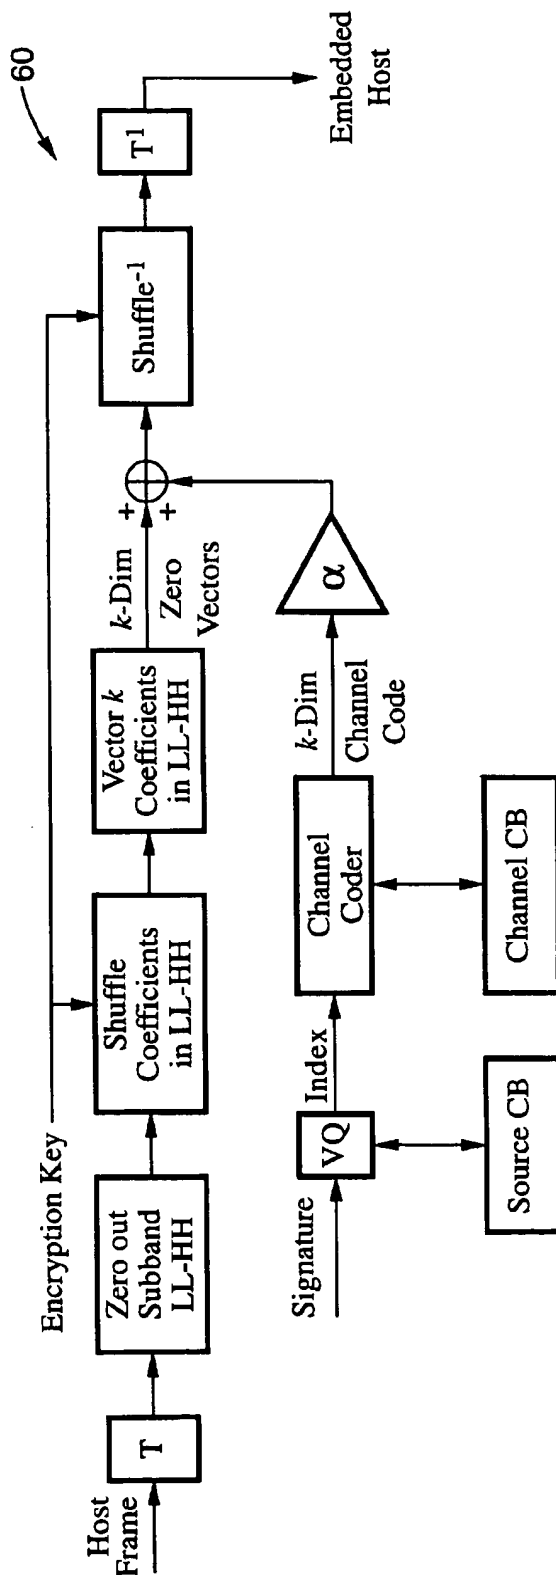 60
Encryption Key
Host
Frame
T
Zero out
Subband
LL-HH
Shuffle
Coefficients
in LL-HH
Vector k
Coefficients
in LL-HH
k-Dim
Zero
Vectors
+
+
Shuffle-1
T1
Embedded
Host
Signature
VQ
Index
Channel
Coder
k-Dim
Channel
Code
α
Source CB
Channel CB